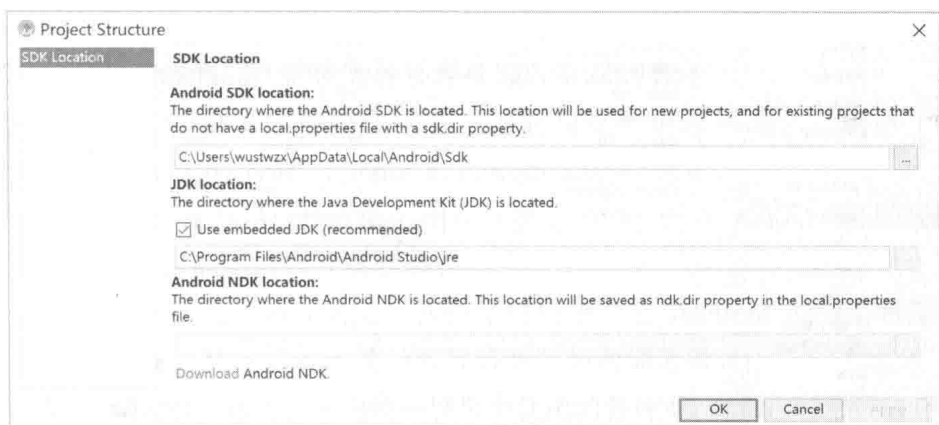 Project Structure
SDK Location
SDK Location
Android SDK location:
The directory where the Android SDK is located. This location will be used for new projects, and for existing projects that
do not have a local.properties file with a sdk.dir property.
C:\Users\wustwzx\AppData\Local\Android\Sdk
...
JDK location:
The directory where the Java Development Kit (JDK) is located.
Use embedded JDK (recommended)
C:\Program Files\Android\Android Studio\jre
Android NDK location:
The directory where the Android NDK is located. This location will be saved as ndk.dir property in the local.properties
file.
Download Android NDK.
OK
Cancel